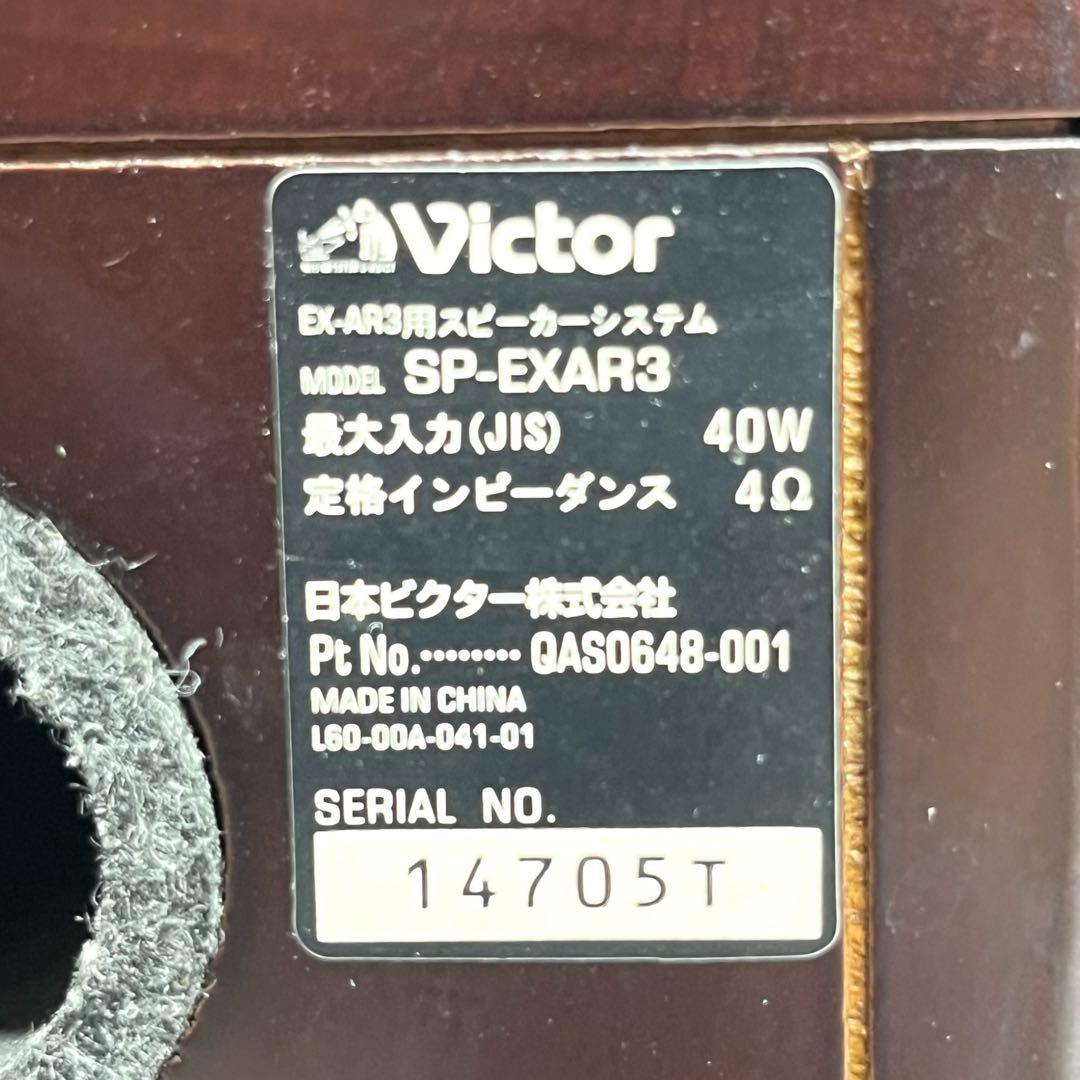 Victor
EX-AR3用スピーカーシステム
MODEL SP-EXAR3
最大入力(JIS) 40W
定格インピーダンス 4Ω
日本ビクター株式会社
Pt No.········ QAS0648-001
MADE IN CHINA
L60-00A-041-01
SERIAL NO.
14705T